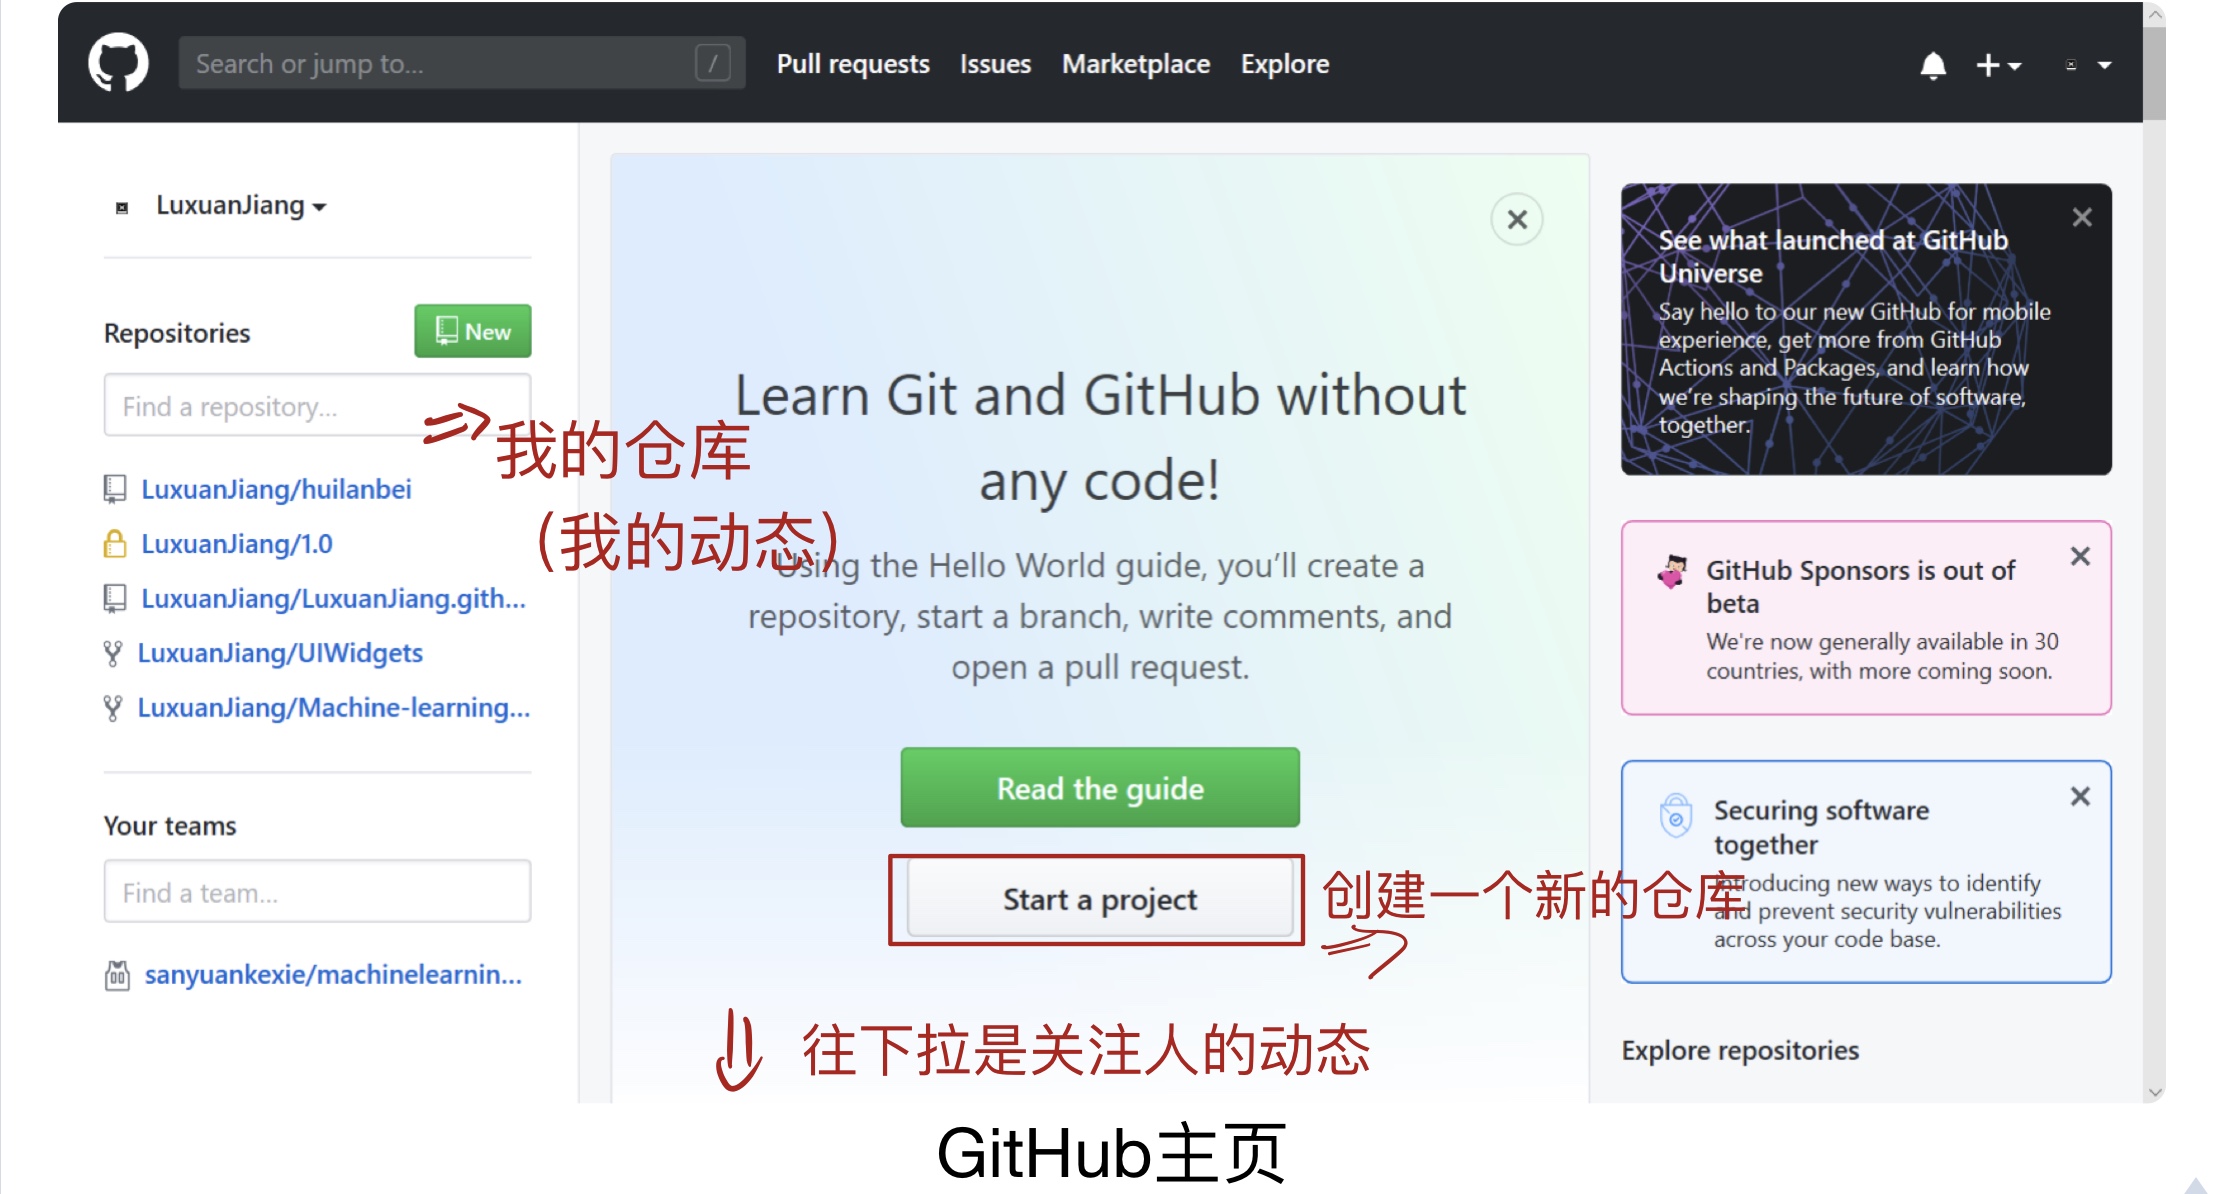 Search or jump to...
/
Pull requests Issues Marketplace Explore
LuxuanJiang
Repositories
New
Find a repository...
我的仓库
(我的动态)
LuxuanJiang/huilanbei
LuxuanJiang/1.0
LuxuanJiang/LuxuanJiang.gith...
LuxuanJiang/UIWidgets
LuxuanJiang/Machine-learning...
Your teams
Find a team...
sanyuankexie/machinelearnin...
Learn Git and GitHub without
any code!
Using the Hello World guide, you’ll create a
repository, start a branch, write comments, and
open a pull request.
Read the guide
Start a project
创建一个新的仓库
往下拉是关注人的动态
See what launched at GitHub
Universe
Say hello to our new GitHub for mobile
experience, get more from GitHub
Actions and Packages, and learn how
we’re shaping the future of software,
together.
GitHub Sponsors is out of
beta
We're now generally available in 30
countries, with more coming soon.
Securing software
together
Introducing new ways to identify
and prevent security vulnerabilities
across your code base.
Explore repositories
GitHub主页